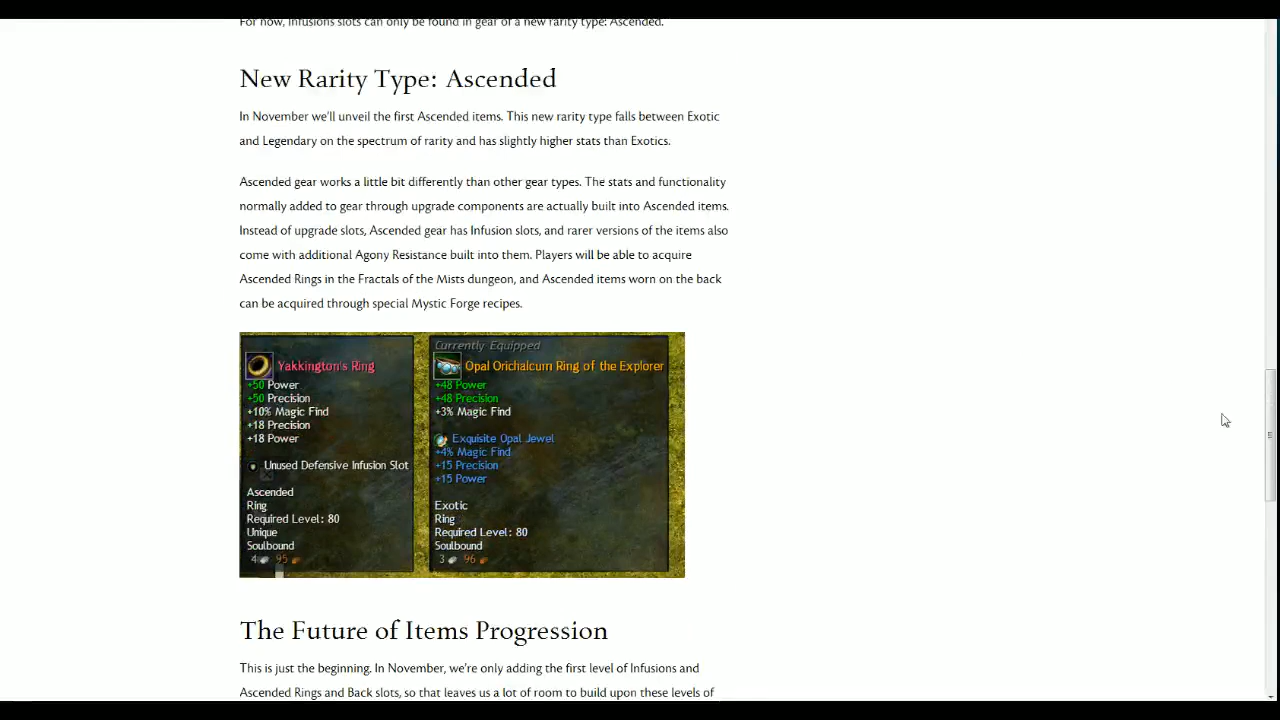 For now, Infusions slots can only be found in gear of a new rarity type: Ascended.
New Rarity Type: Ascended
In November we'll unveil the first Ascended items. This new rarity type falls between Exotic
and Legendary on the spectrum of rarity and has slightly higher stats than Exotics.
Ascended gear works a little bit differently than other gear types. The stats and functionality
normally added to gear through upgrade components are actually built into Ascended items.
Instead of upgrade slots, Ascended gear has Infusion slots, and rarer versions of the items also
come with additional Agony Resistance built into them. Players will be able to acquire
Ascended Rings in the Fractals of the Mists dungeon, and Ascended items worn on the back
can be acquired through special Mystic Forge recipes.
Yakkington's Ring
+50 Power
+50 Precision
+10% Magic Find
+18 Precision
+18 Power
Unused Defensive Infusion Slot
Ascended
Ring
Required Level: 80
Unique
Soulbound
4 95
Currently Equipped
Opal Orichalcum Ring of the Explorer
+48 Power
+48 Precision
+3% Magic Find
Exquisite Opal Jewel
+4% Magic Find
+15 Precision
+15 Power
Exotic
Ring
Required Level: 80
Soulbound
3 96
The Future of Items Progression
This is just the beginning. In November, we're only adding the first level of Infusions and
Ascended Rings and Back slots, so that leaves us a lot of room to build upon these levels of